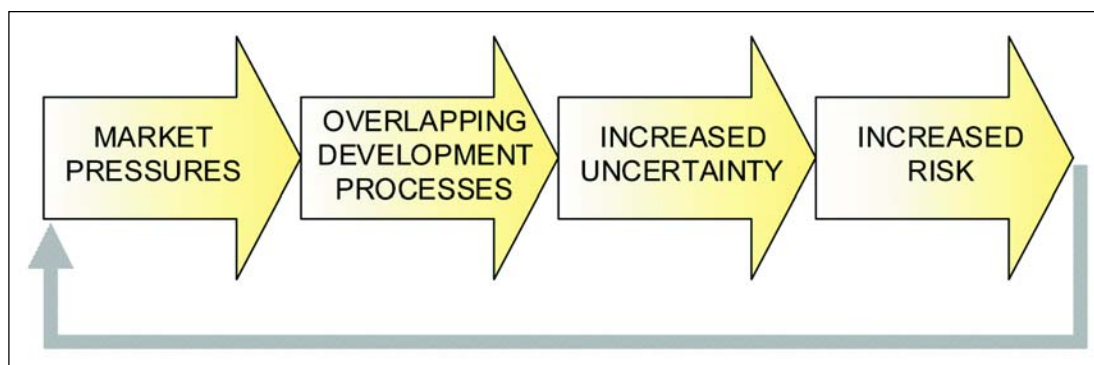 MARKET
PRESSURES
OVERLAPPING
DEVELOPMENT
PROCESSES
INCREASED
UNCERTAINTY
INCREASED
RISK